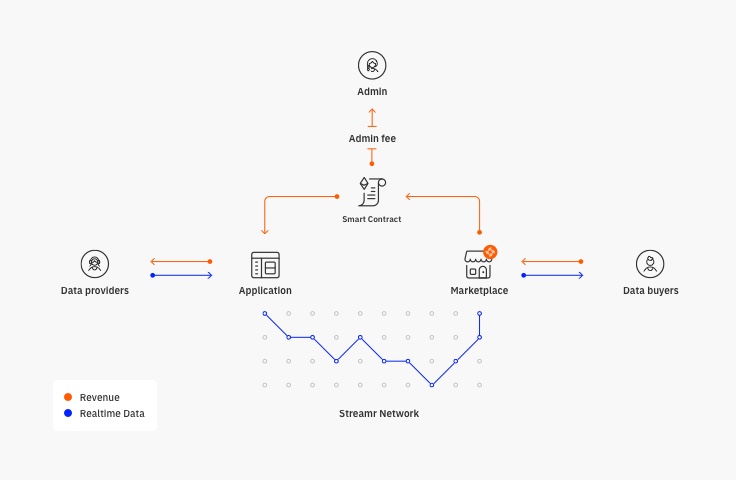 Admin
Admin fee
Smart Contract
Data providers
Application
Marketplace
Data buyers
Streamr Network
Revenue
Realtime Data